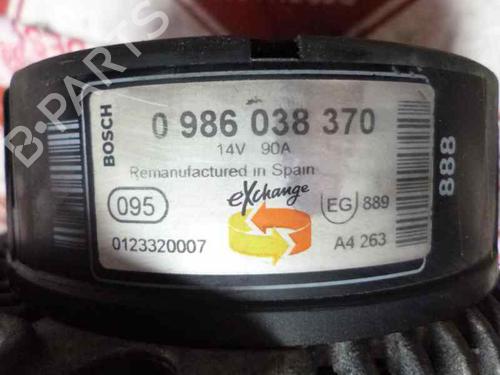 BOSCH
0 986 038 370
14V 90A
Remanufactured in Spain
eXchange
095
EG 889
0123320007
A4 263
888
B-PARTS